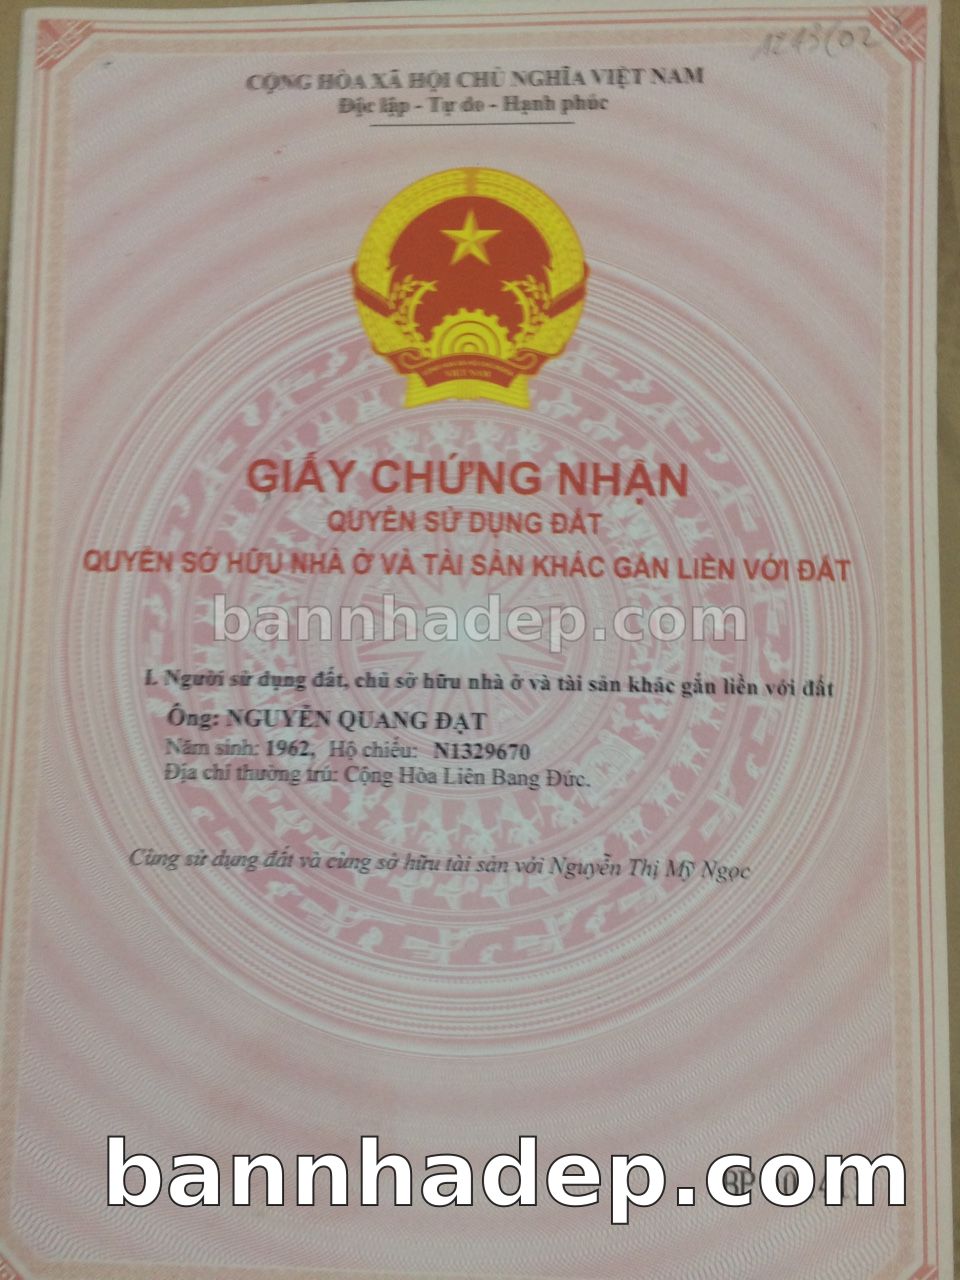 CỘNG HÒA XÃ HỘI CHỦ NGHĨA VIỆT NAM
Độc lập - Tự do - Hạnh phúc
VIỆT NAM
GIẤY CHỨNG NHẬN
QUYỀN SỬ DỤNG ĐẤT
QUYỀN SỞ HỮU NHÀ Ở VÀ TÀI SẢN KHÁC GẮN LIỀN VỚI ĐẤT
bannhadep.com
I. Người sử dụng đất, chủ sở hữu nhà ở và tài sản khác gắn liền với đất
Ông: NGUYỄN QUANG ĐẠT
Năm sinh: 1962, Hộ chiếu: N1329670
Địa chỉ thường trú: Cộng Hòa Liên Bang Đức.
Cùng sử dụng đất và cùng sở hữu tài sản với Nguyễn Thị Mỹ Ngọc
bannhadep.com